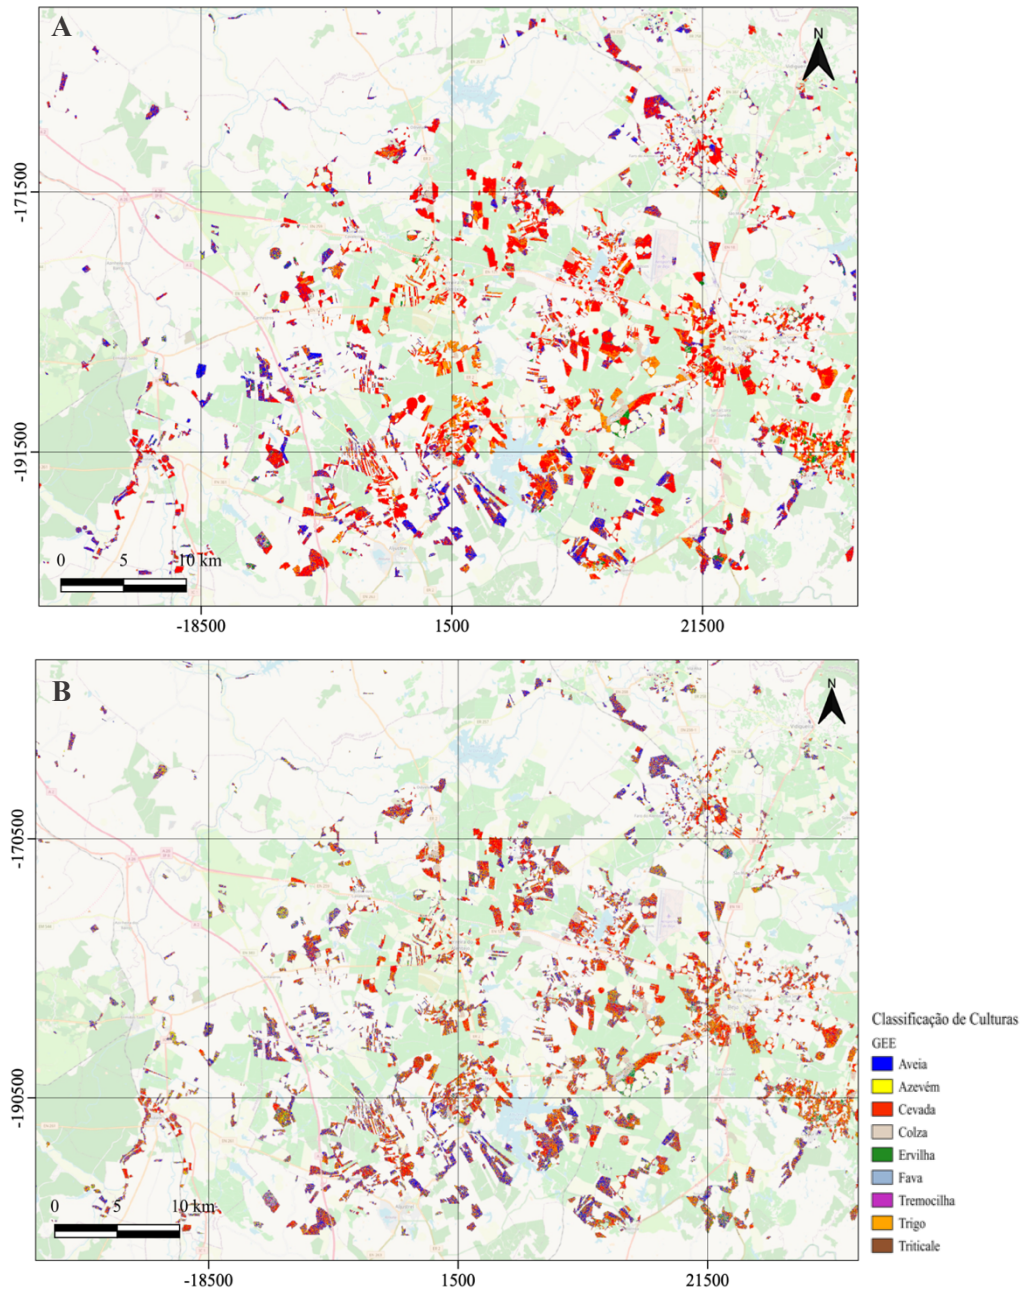 A
N
-171500
-191500
0 5 10 km
-18500 1500 21500
B
N
-170500
-190500
0 5 10 km
-18500 1500 21500
Classificação de Culturas
GEE
Aveia
Azevém
Cevada
Colza
Ervilha
Fava
Tremocilha
Trigo
Triticale